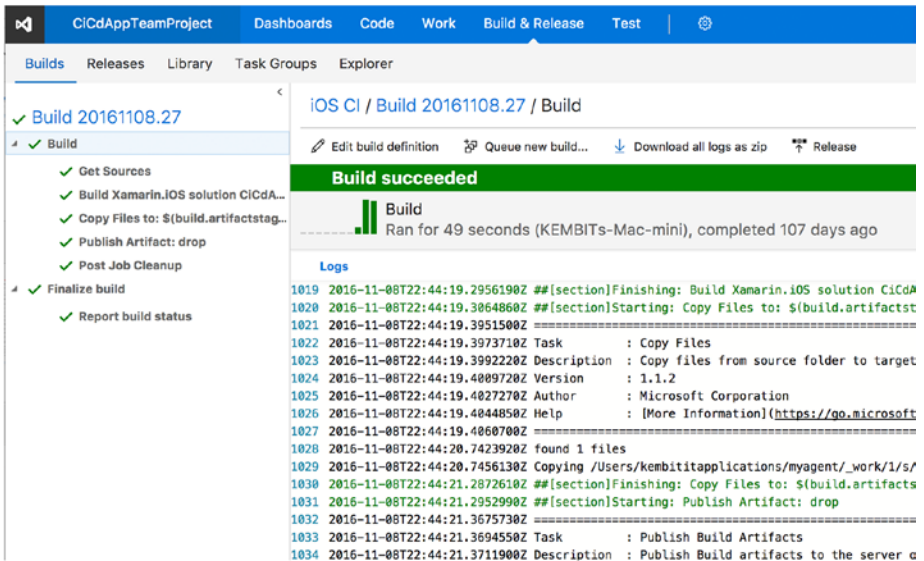 CiCdAppTeamProject Dashboards Code Work Build & Release Test
Builds Releases Library Task Groups Explorer
Build 20161108.27
Build
Get Sources
Build Xamarin.iOS solution CiCdA...
Copy Files to: $(build.artifactstag...
Publish Artifact: drop
Post Job Cleanup
Finalize build
Report build status
iOS CI / Build 20161108.27 / Build
Edit build definition Queue new build... Download all logs as zip Release
Build succeeded
Build
Ran for 49 seconds (KEMBITs-Mac-mini), completed 107 days ago
Logs
1019 2016-11-08T22:44:19.2956190Z ##[section]Finishing: Build Xamarin.iOS solution CiCdA
1020 2016-11-08T22:44:19.3064860Z ##[section]Starting: Copy Files to: $(build.artifactst
1021 2016-11-08T22:44:19.3951500Z ==============================================
1022 2016-11-08T22:44:19.3973710Z Task : Copy Files
1023 2016-11-08T22:44:19.3992220Z Description : Copy files from source folder to target
1024 2016-11-08T22:44:19.4009720Z Version : 1.1.2
1025 2016-11-08T22:44:19.4027270Z Author : Microsoft Corporation
1026 2016-11-08T22:44:19.4044850Z Help : [More Information](https://go.microsoft
1027 2016-11-08T22:44:19.4060700Z ==============================================
1028 2016-11-08T22:44:20.7423920Z found 1 files
1029 2016-11-08T22:44:20.7456130Z Copying /Users/kembititapplications/myagent/_work/1/s/
1030 2016-11-08T22:44:21.2872610Z ##[section]Finishing: Copy Files to: $(build.artifacts
1031 2016-11-08T22:44:21.2952990Z ##[section]Starting: Publish Artifact: drop
1032 2016-11-08T22:44:21.3675730Z ==============================================
1033 2016-11-08T22:44:21.3694550Z Task : Publish Build Artifacts
1034 2016-11-08T22:44:21.3711900Z Description : Publish Build artifacts to the server o